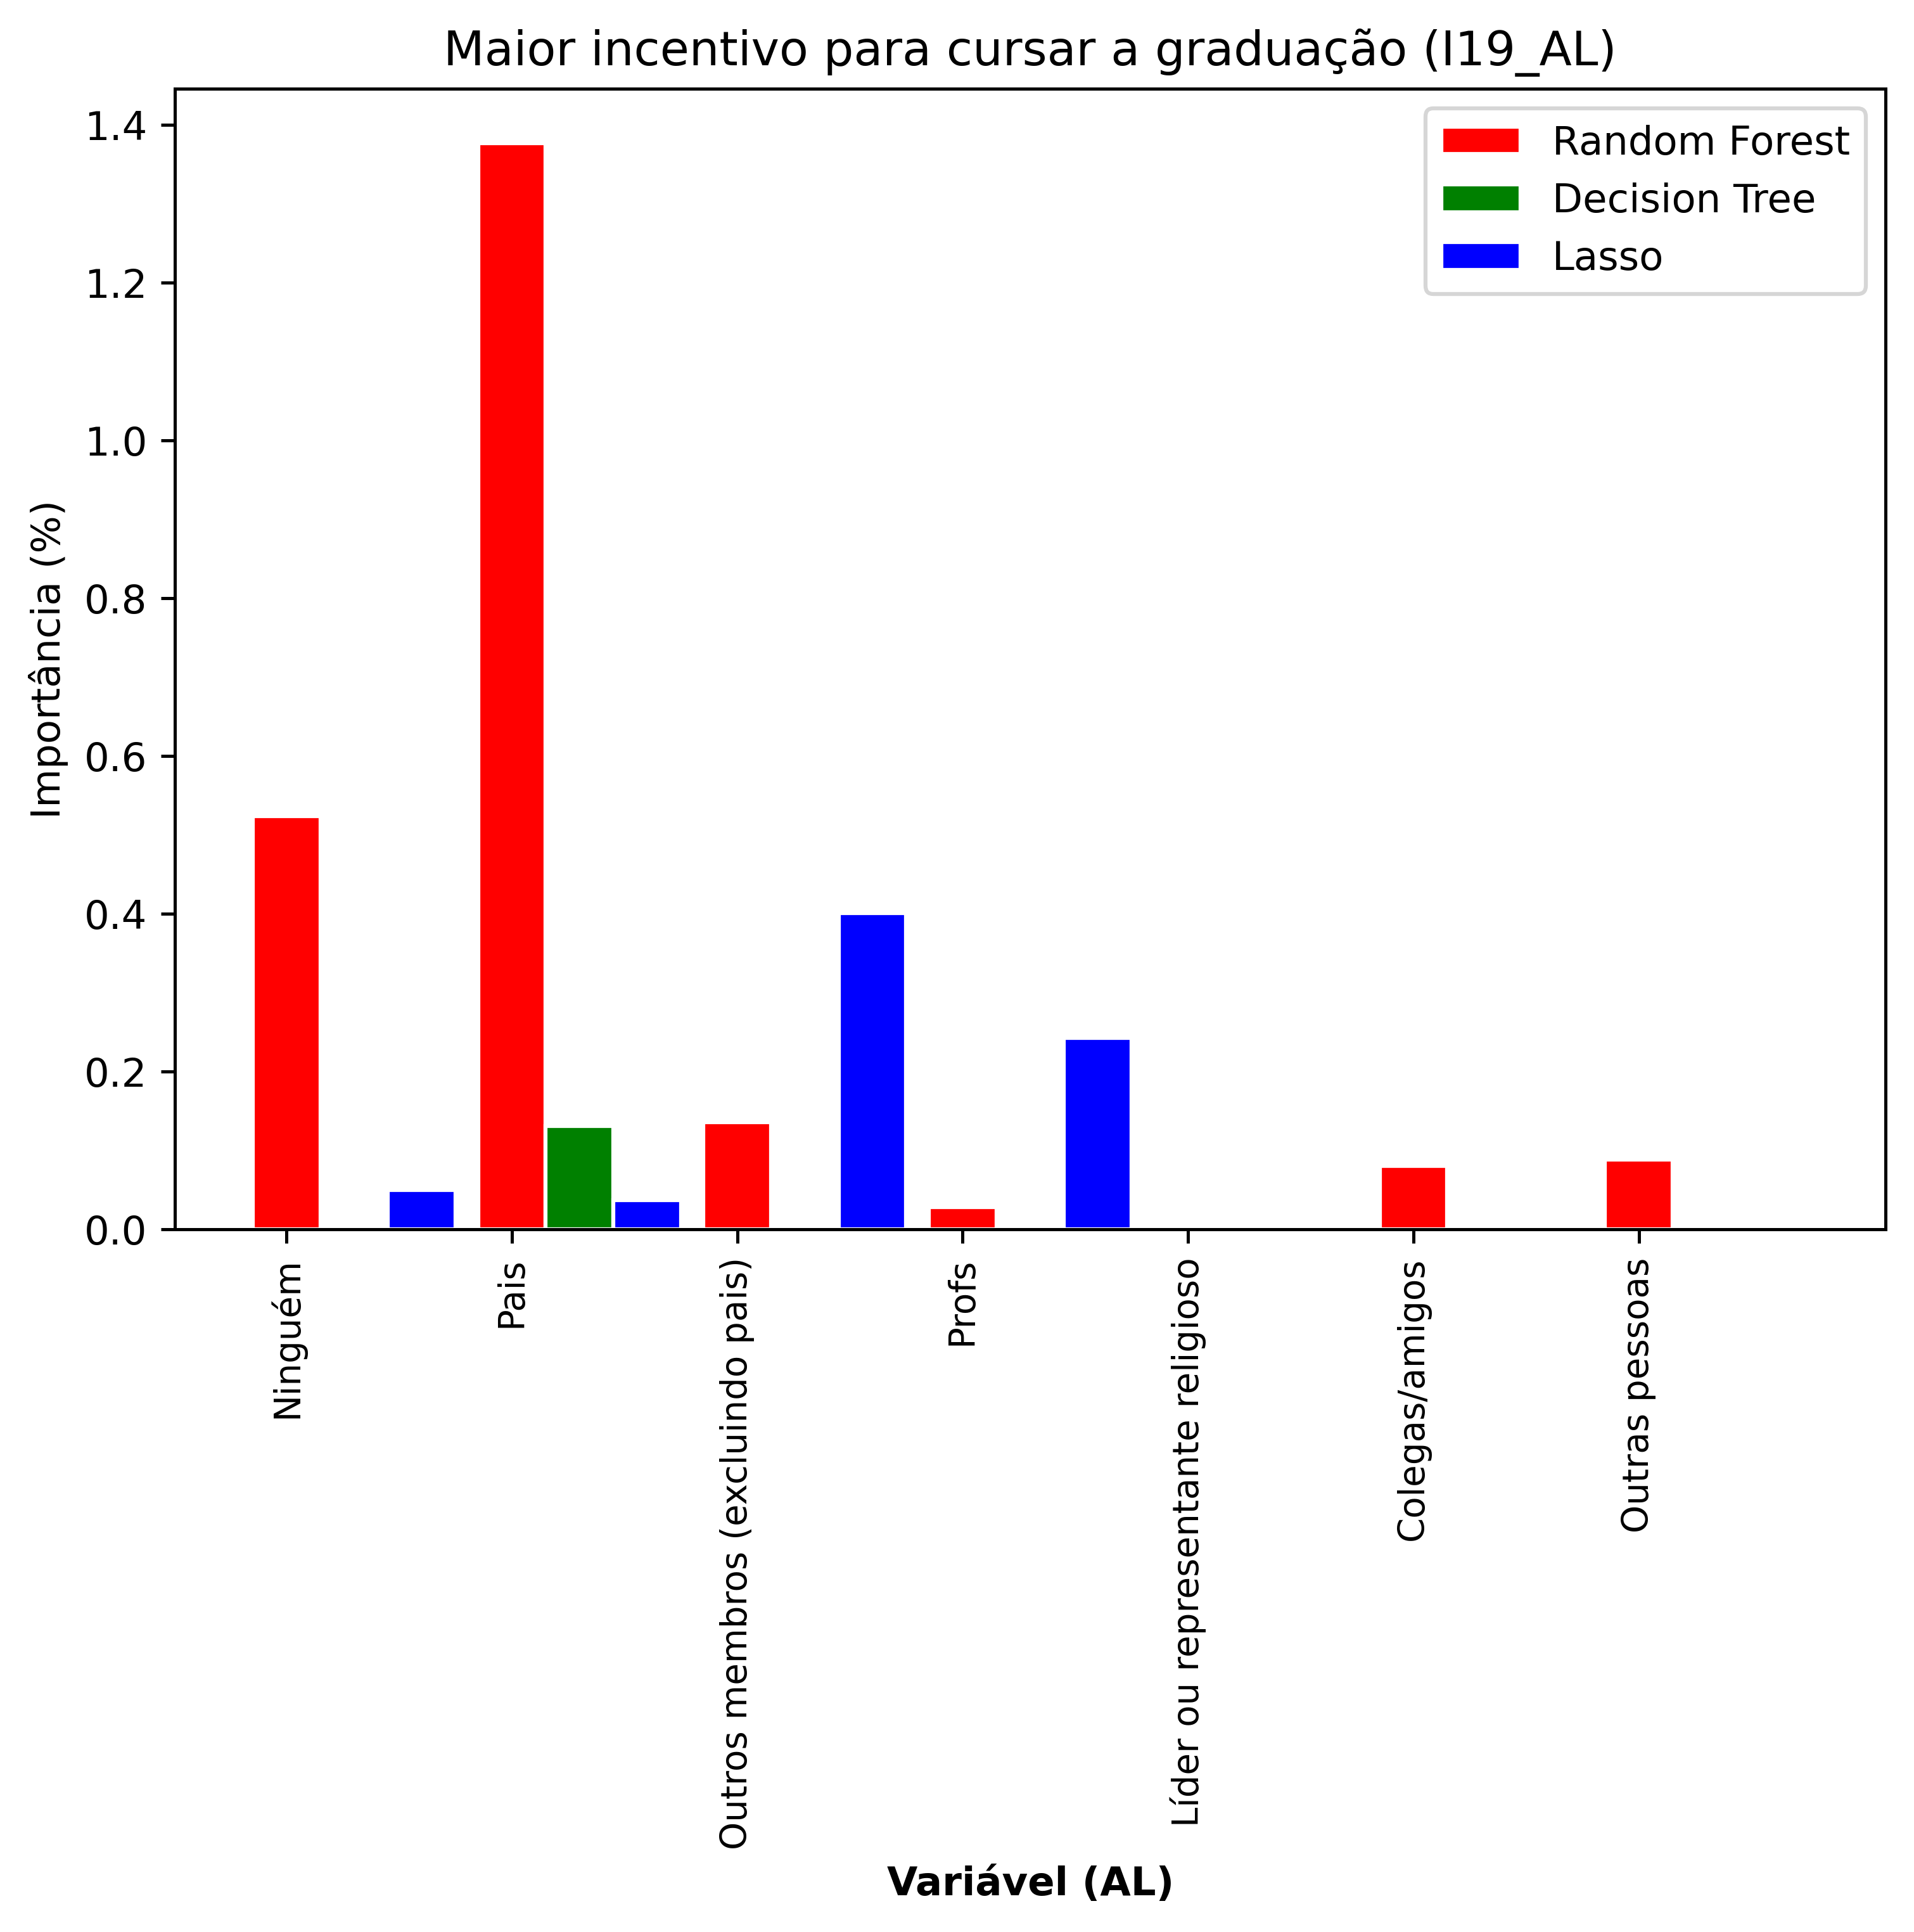 Maior incentivo para cursar a graduação (I19_AL)
Random Forest
Decision Tree
Lasso
Importância (%)
1.4
1.2
1.0
0.8
0.6
0.4
0.2
0.0
Ninguém
Pais
Outros membros (excluindo pais)
Profs
Líder ou representante religioso
Colegas/amigos
Outras pessoas
Variável (AL)